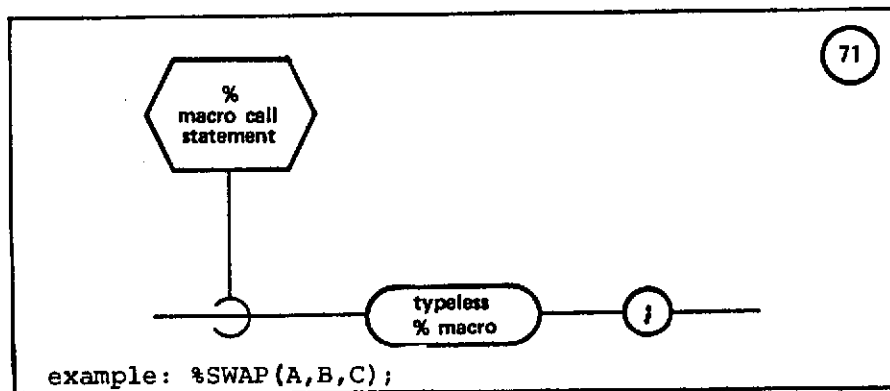 71
%
macro call
statement
typeless
% macro
;
example: %SWAP(A,B,C);